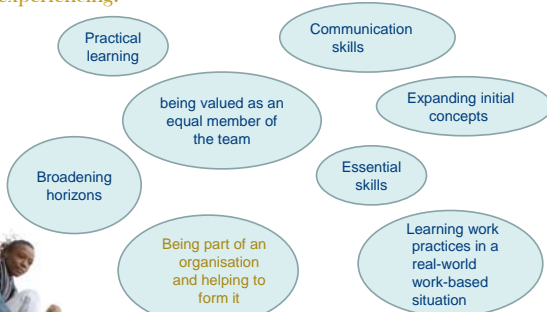 experiencing.
Practical
learning
Communication
skills
being valued as an
equal member of
the team
Expanding initial
concepts
Broadening
horizons
Essential
skills
Being part of an
organisation
and helping to
form it
Learning work
practices in a
real-world
work-based
situation